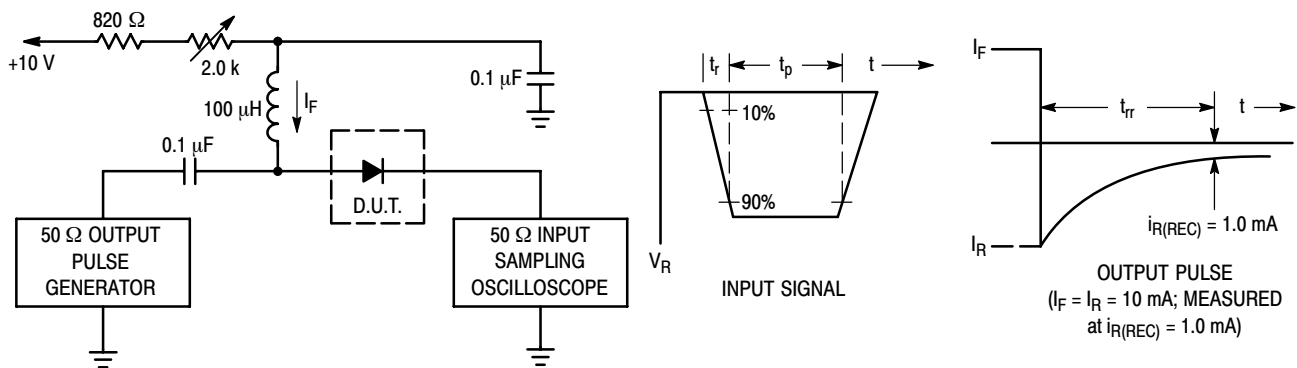 820 Ω
+10 V
2.0 k
100 µH
I_F
0.1 µF
0.1 µF
D.U.T.
50 Ω OUTPUT
PULSE
GENERATOR
50 Ω INPUT
SAMPLING
OSCILLOSCOPE
t_r
t_p
t
10%
90%
V_R
INPUT SIGNAL
I_F
t_rr
t
I_R
i_R(REC) = 1.0 mA
OUTPUT PULSE
(I_F = I_R = 10 mA; MEASURED
at i_R(REC) = 1.0 mA)